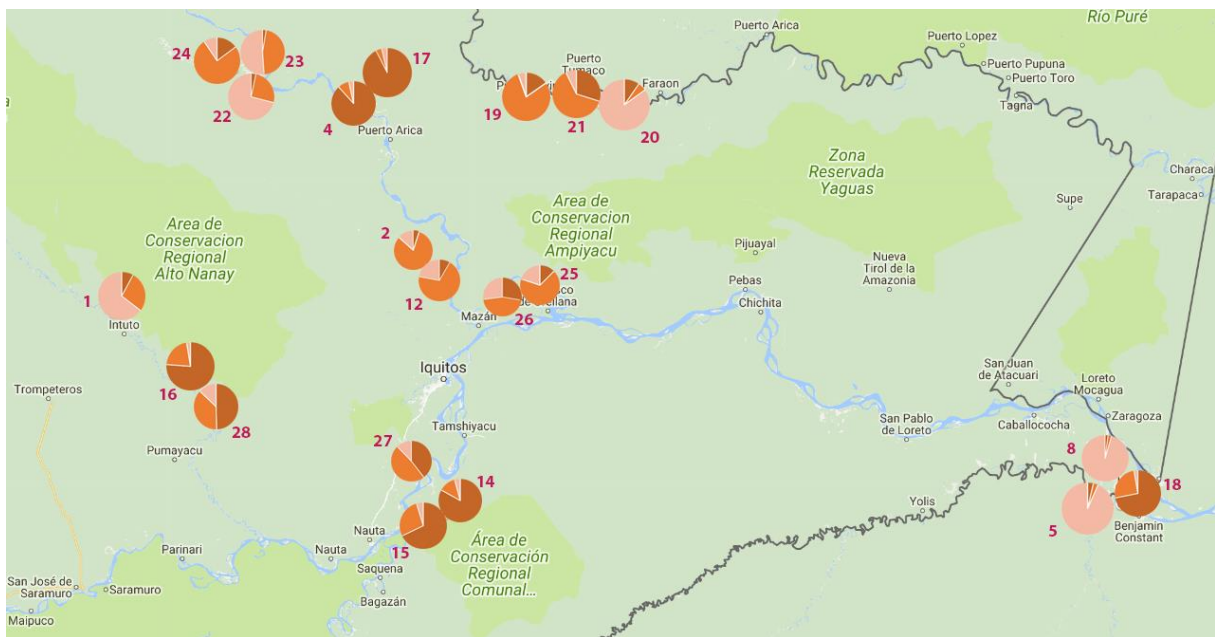 Río Puré
Puerto Arica
Puerto Lopez
Puerto Pupuna
Puerto Toro
Tagna
24
23
17
22
4
Puerto Arica
Puerto
Tumaco
Faraon
19
21
20
Zona
Reservada
Yaguas
Characa
Tarapaca
Supe
Area de
Conservacion
Regional
Ampiyacu
Area de
Conservacion
Regional
Alto Nanay
2
12
25
26
Mazán
Pijuayal
Pebas
Chichita
Nueva
Tirol de la
Amazonia
1
Intuto
16
28
Trompeteros
Pumayacu
Iquitos
Tamshiyacu
San Juan
de Atacuari
Loreto
Mocagua
Zaragoza
Caballococha
San Pablo
de Loreto
27
14
15
8
18
5
Benjamin
Constant
Yolis
Nauta
Nauta
Parinari
Saquena
Bagazán
San José de
Saramuro
Saramuro
Maipuco
Área de
Conservación
Regional
Comunal...